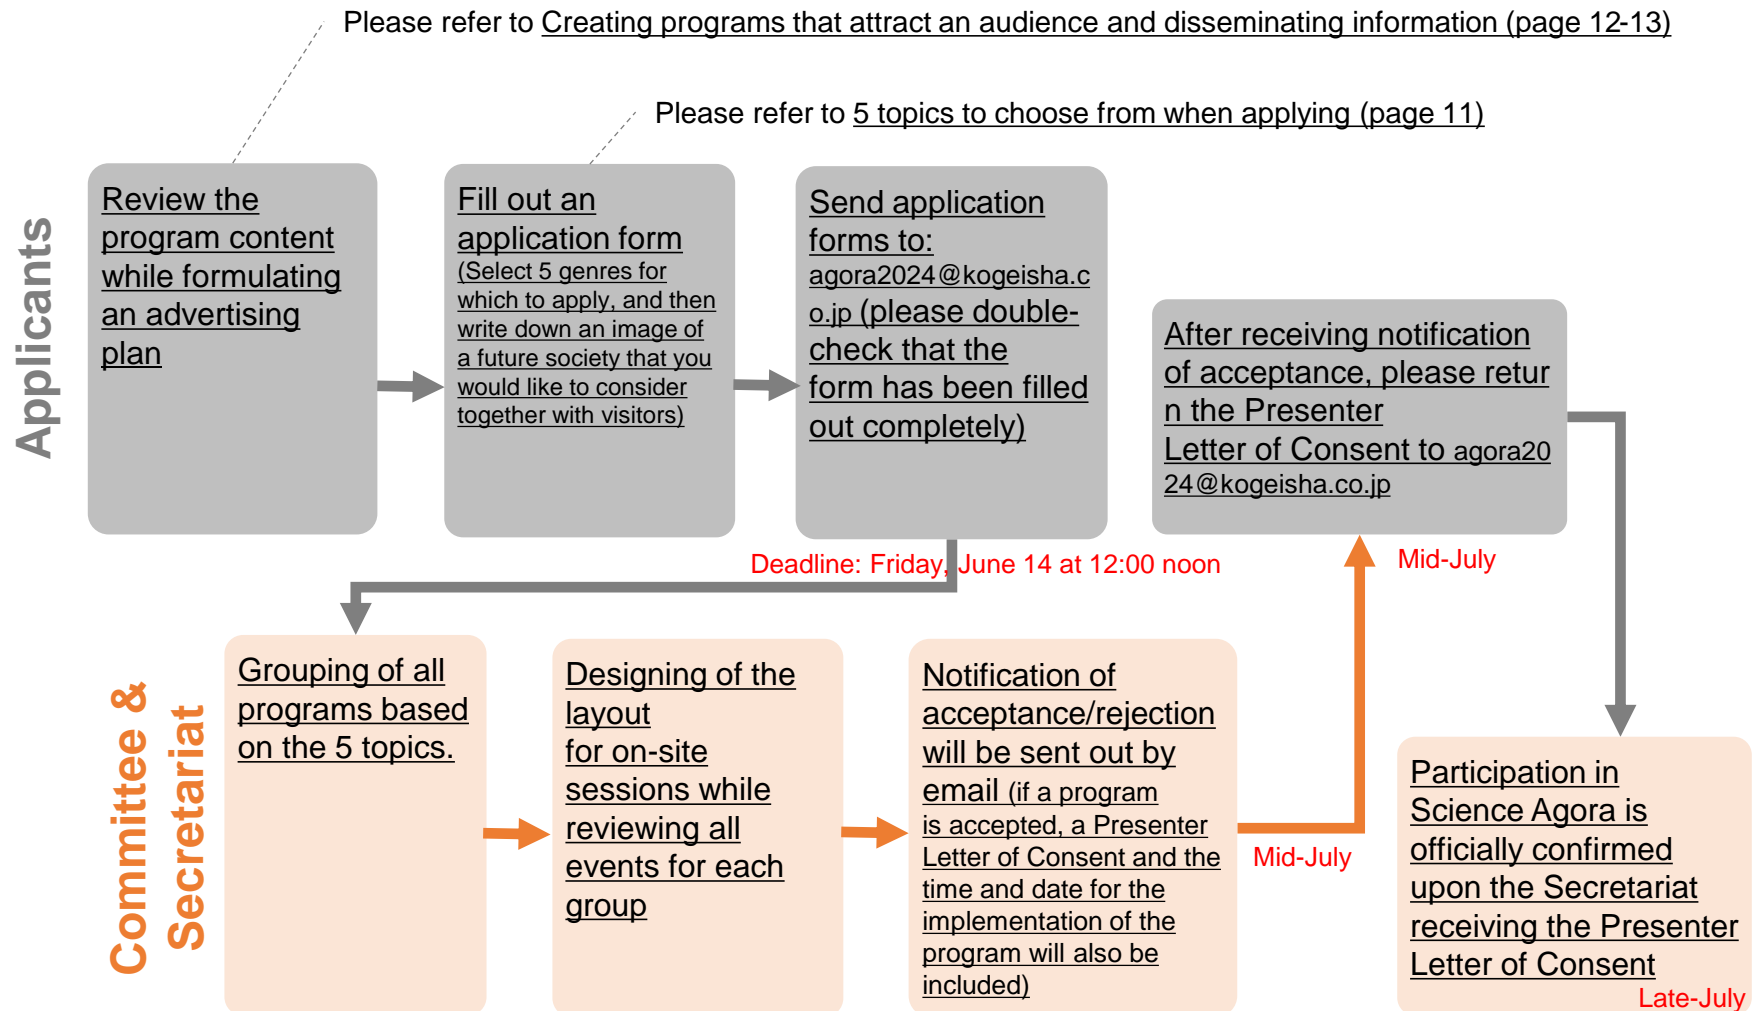 Please refer to Creating programs that attract an audience and disseminating information (page 12-13)
Please refer to 5 topics to choose from when applying (page 11)
Applicants
Review the
program content
while formulating
an advertising
plan
Fill out an
application form
(Select 5 genres for
which to apply, and then
write down an image of
a future society that you
would like to consider
together with visitors)
Send application
forms to:
agora2024@kogeisha.c
o.jp (please double-
check that the
form has been filled
out completely)
After receiving notification
of acceptance, please retur
n the Presenter
Letter of Consent to agora20
24@kogeisha.co.jp
Deadline: Friday, June 14 at 12:00 noon
Mid-July
Committee &
Secretariat
Grouping of all
programs based
on the 5 topics.
Designing of the
layout
for on-site
sessions while
reviewing all
events for each
group
Notification of
acceptance/rejection
will be sent out by
email (if a program
is accepted, a Presenter
Letter of Consent and the
time and date for the
implementation of the
program will also be
included)
Mid-July
Participation in
Science Agora is
officially confirmed
upon the Secretariat
receiving the Presenter
Letter of Consent
Late-July